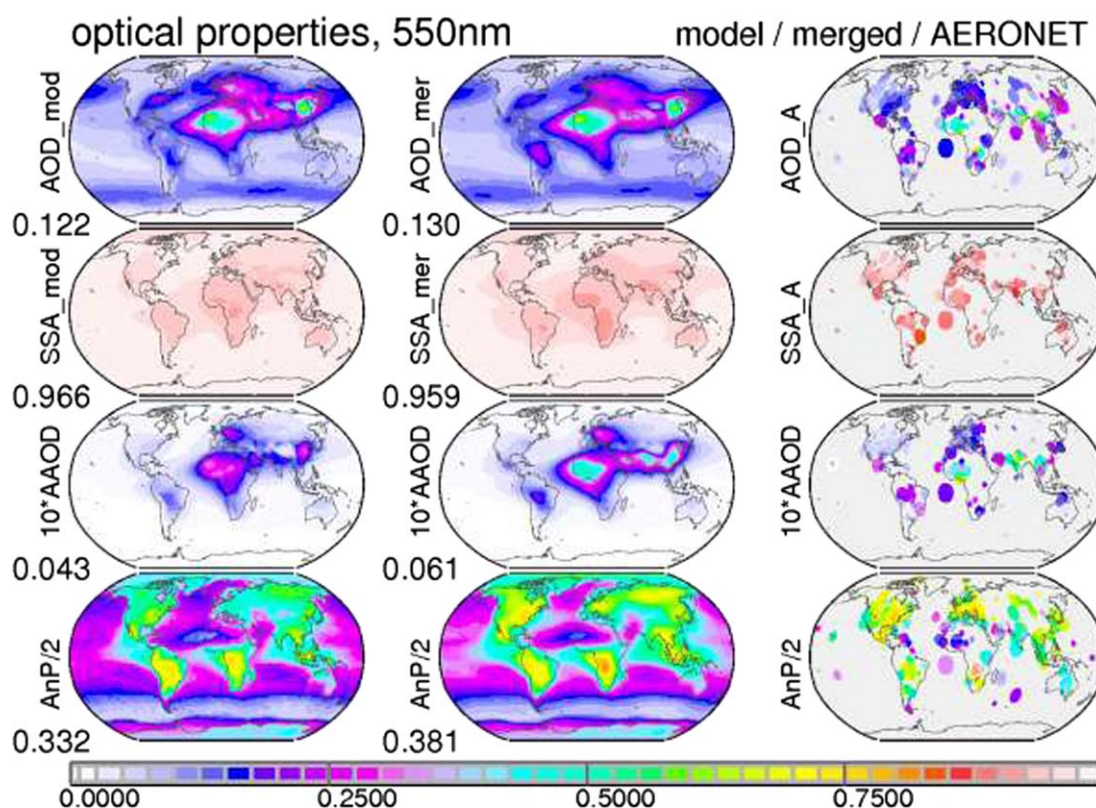 optical properties, 550nm model / merged / AERONET
AOD_mod AOD_mer AOD_A
0.122 0.130
SSA_mod SSA_mer SSA_A
0.966 0.959
10*AAOD 10*AAOD 10*AAOD
0.043 0.061
AnP/2 AnP/2 AnP/2
0.332 0.381
0.0000 0.2500 0.5000 0.7500